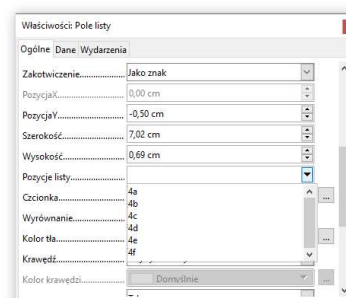 Właściwości: Pole listy
Ogólne Dane Wydarzenia
Zakotwiczenie.................... Jako znak
PozycjaX.......................... 0,00 cm
PozycjaY.......................... -0,50 cm
Szerokość......................... 7,02 cm
Wysokość.......................... 0,69 cm
Pozycje listy.....................
4a
Czcionka.......................... ...
4b
4c
Wyrównanie........................
4d
Kolor tła......................... ...
4e
4f
Krawędź...........................
Kolor krawędzi.................... Domyślnie ...